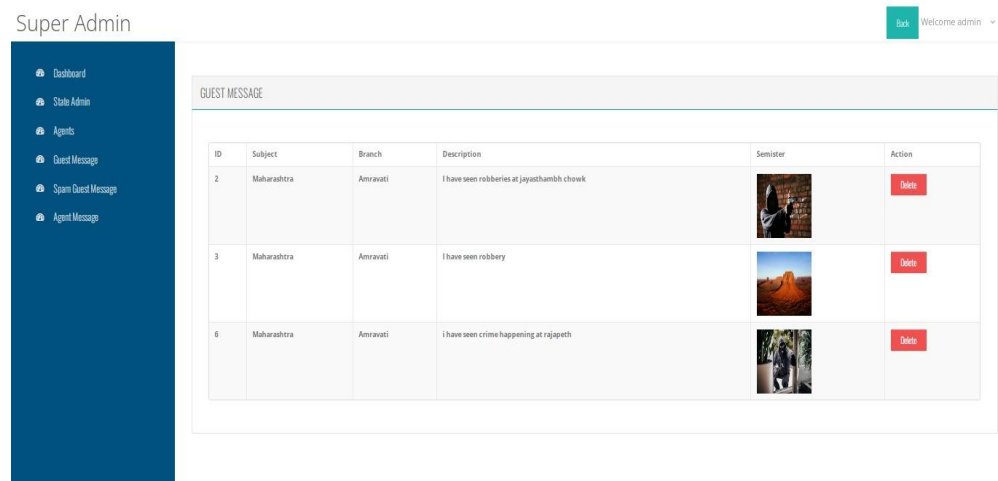 Super Admin
Back Welcome admin
Dashboard
State Admin
Agents
Guest Message
Spam Guest Message
Agent Message
GUEST MESSAGE
ID Subject Branch Description Semister Action
2 Maharashtra Amravati I have seen robberies at jayasthambh chowk Delete
3 Maharashtra Amravati I have seen robbery Delete
6 Maharashtra Amravati i have seen crime happening at rajapeth Delete